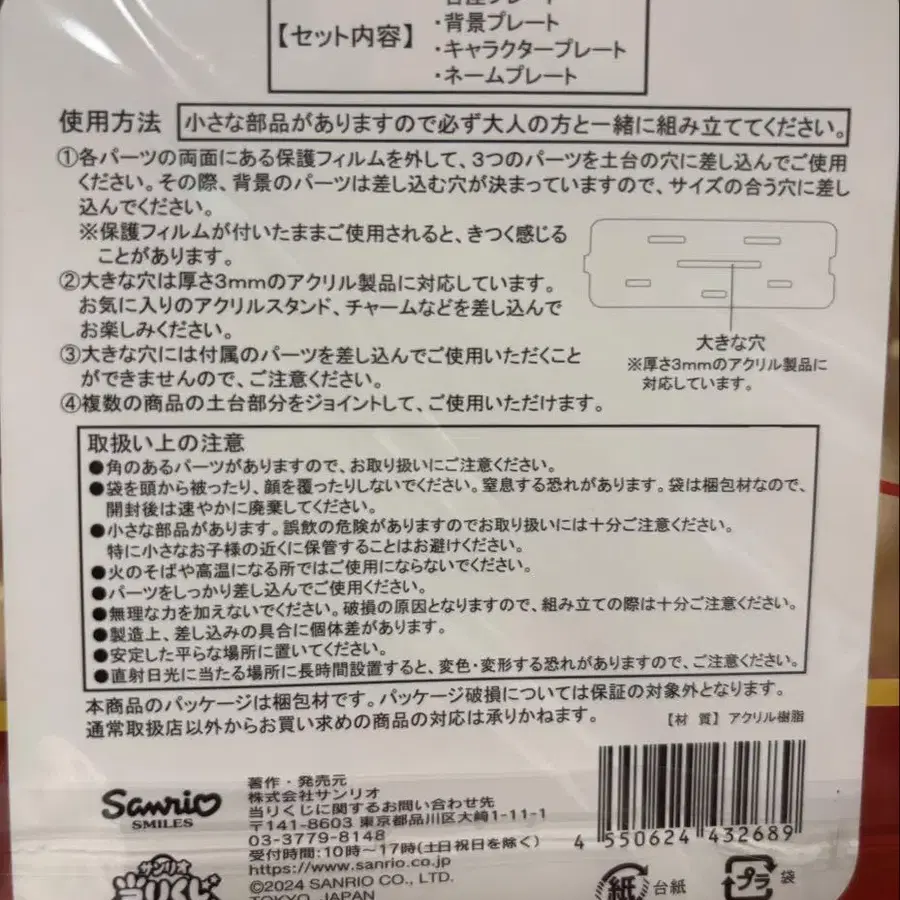 【セット内容】
・背景プレート
・キャラクタープレート
・ネームプレート
使用方法
小さな部品がありますので必ず大人の方と一緒に組み立ててください。
①各パーツの両面にある保護フィルムを外して、3つのパーツを土台の穴に差し込んでご使用
ください。その際、背景のパーツは差し込む穴が決まっていますので、サイズの合う穴に差し
込んでください。
※保護フィルムが付いたままご使用されると、きつく感じる
ことがあります。
②大きな穴は厚さ3mmのアクリル製品に対応しています。
お気に入りのアクリルスタンド、チャームなどを差し込んで
お楽しみください。
③大きな穴には付属のパーツを差し込んでご使用いただくこと
ができませんので、ご注意ください。
④複数の商品の土台部分をジョイントして、ご使用いただけます。
大きな穴
※厚さ3mmのアクリル製品に
対応しています。
取扱い上の注意
●角のあるパーツがありますので、お取り扱いにご注意ください。
●袋を頭から被ったり、顔を覆ったりしないでください。窒息する恐れがあります。袋は梱包材なので、
開封後は速やかに廃棄してください。
●小さな部品があります。誤飲の危険がありますのでお取り扱いには十分ご注意ください。
特に小さなお子様の近くに保管することはお避けください。
●火のそばや高温になる所ではご使用にならないでください。
●パーツをしっかり差し込んでご使用ください。
●無理な力を加えないでください。破損の原因となりますので、組み立ての際は十分ご注意ください。
●製造上、差し込みの具合に個体差があります。
●安定した平らな場所に置いてください。
●直射日光に当たる場所に長時間設置すると、変色・変形する恐れがありますので、ご注意ください。
本商品のパッケージは梱包材です。パッケージ破損については保証の対象外となります。
通常取扱店以外からお買い求めの商品の対応は承りかねます。
【材 質】アクリル樹脂
Sanrio
SMILES
サンリオ
当りくじ
著作・発売元
株式会社サンリオ
当りくじに関するお問い合わせ先
〒141-8603 東京都品川区大崎1-11-1
03-3779-8148
受付時間:10時～17時(土日祝日を除く)
https://www.sanrio.co.jp
©2024 SANRIO CO., LTD.
TOKYO, JAPAN
4 550624 432689
紙 台紙
プラ 袋